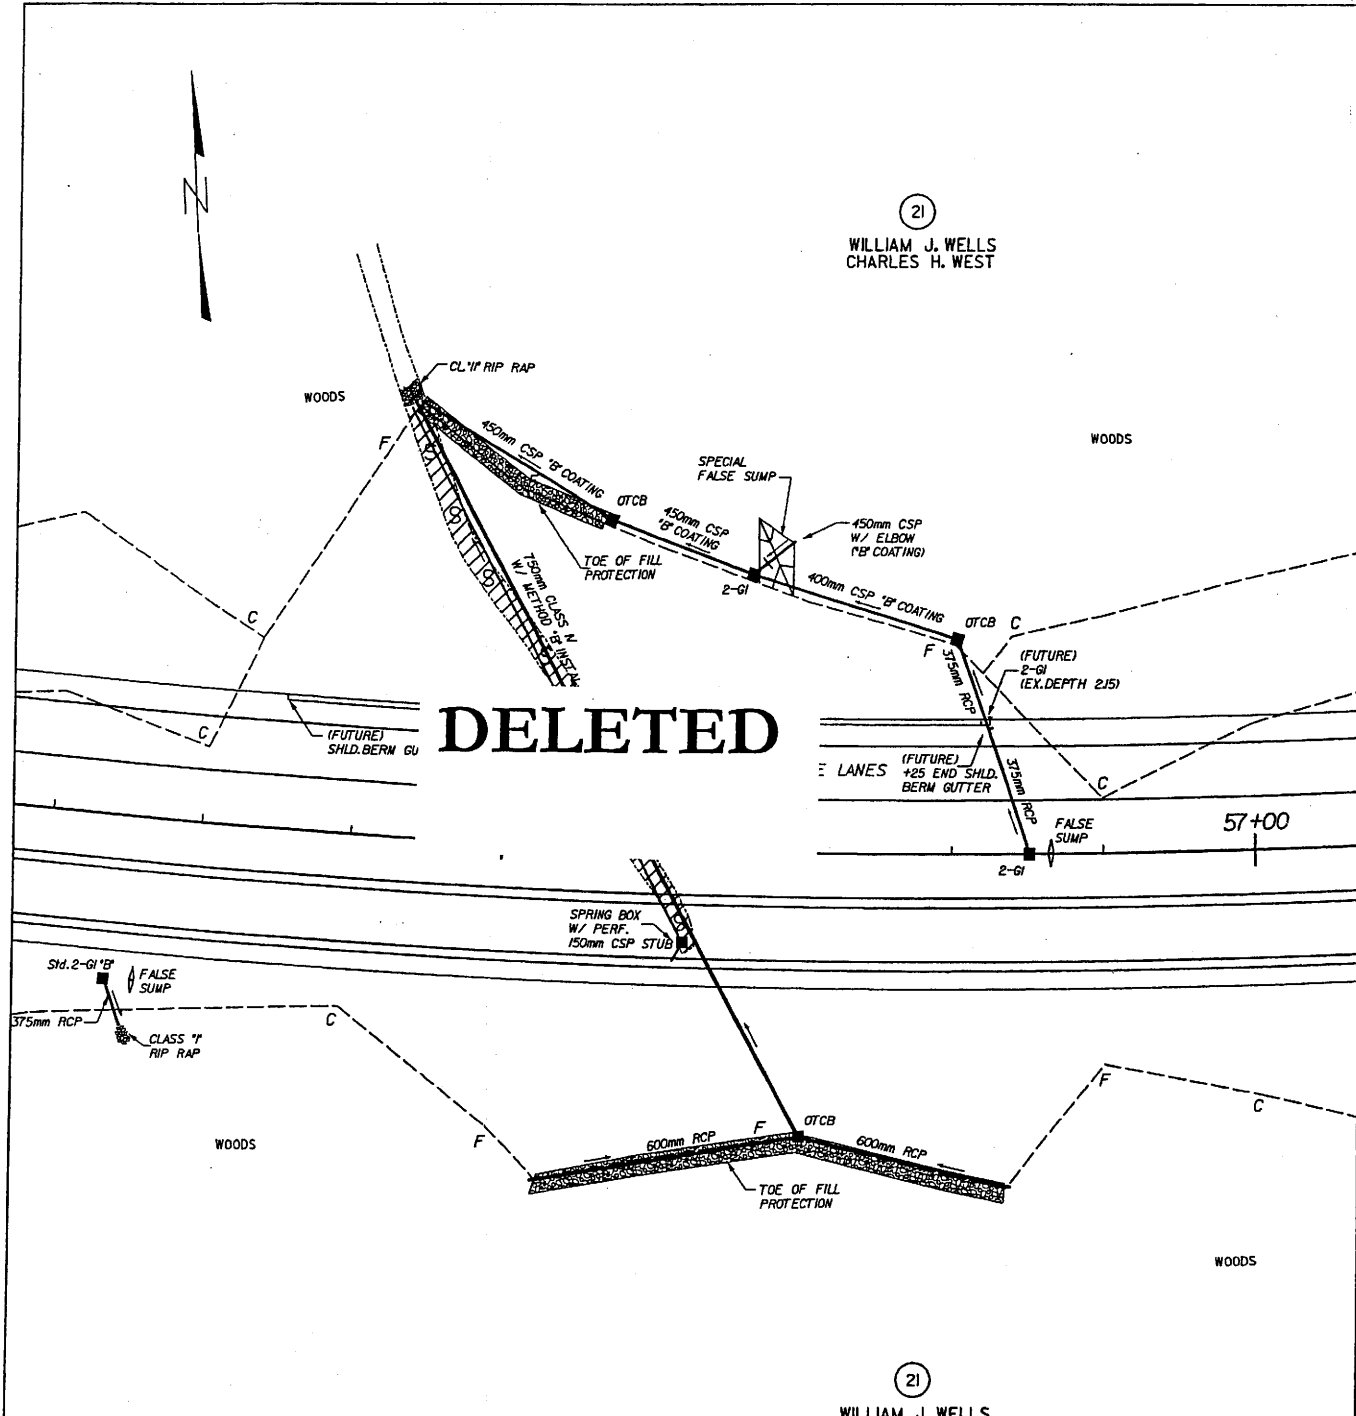 N
21
WILLIAM J. WELLS
CHARLES H. WEST
CL."II" RIP RAP
WOODS
F
450mm CSP "B" COATING
WOODS
SPECIAL
FALSE SUMP
OTCB
450mm CSP
"B" COATING
450mm CSP
W/ ELBOW
("B" COATING)
TOE OF FILL
PROTECTION
750mm CLASS IV
W/ METHOD "B" INSTAL
2-GI
400mm CSP "B" COATING
C
OTCB
C
F
375mm RCP
(FUTURE)
2-GI
(EX.DEPTH 2.15)
C
(FUTURE)
SHLD.BERM GU
DELETED
E LANES
(FUTURE)
+25 END SHLD.
BERM GUTTER
375mm RCP
C
FALSE
SUMP
57+00
2-GI
SPRING BOX
W/ PERF.
150mm CSP STUB
Std.2-GI"B"
FALSE
SUMP
375mm RCP
C
CLASS "I"
RIP RAP
F
C
WOODS
F
600mm RCP
F
OTCB
600mm RCP
TOE OF FILL
PROTECTION
WOODS
21
WILLIAM J. WELLS